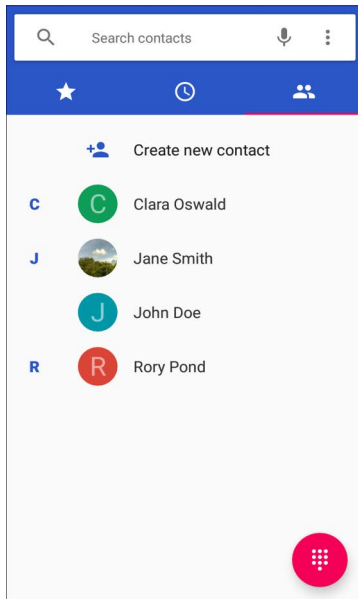 Search contacts
Create new contact
C
C
Clara Oswald
J
Jane Smith
J
John Doe
R
R
Rory Pond